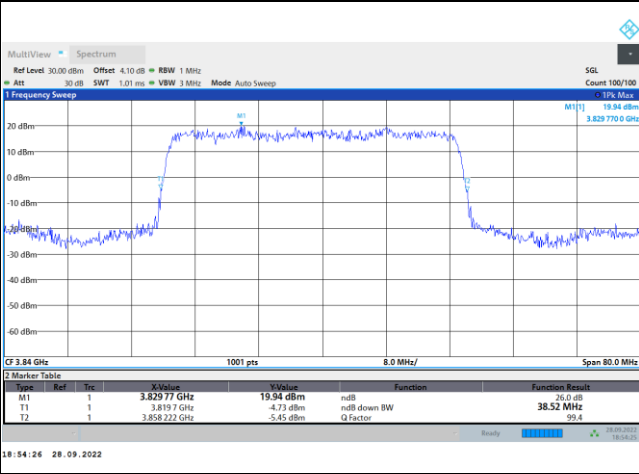 MultiView Spectrum
Ref Level 30.00 dBm Offset 4.10 dB RBW 1 MHz SGL
Att 30 dB SWT 1.01 ms VBW 3 MHz Mode Auto Sweep Count 100/100
1 Frequency Sweep 1Pk Max
M1[1] 19.94 dBm
3.829 770 0 GHz
M1
20 dBm
10 dBm
0 dBm
T1 T2
-10 dBm
-20 dBm
-30 dBm
-40 dBm
-50 dBm
-60 dBm
CF 3.84 GHz 1001 pts 8.0 MHz/ Span 80.0 MHz
2 Marker Table
Type Ref Trc X-Value Y-Value Function Function Result
M1 1 3.82977 GHz 19.94 dBm ndB 26.0 dB
T1 1 3.8197 GHz -4.73 dBm ndB down BW 38.52 MHz
T2 1 3.858222 GHz -5.45 dBm Q Factor 99.4
Ready 28.09.2022
18:54:25
18:54:26 28.09.2022